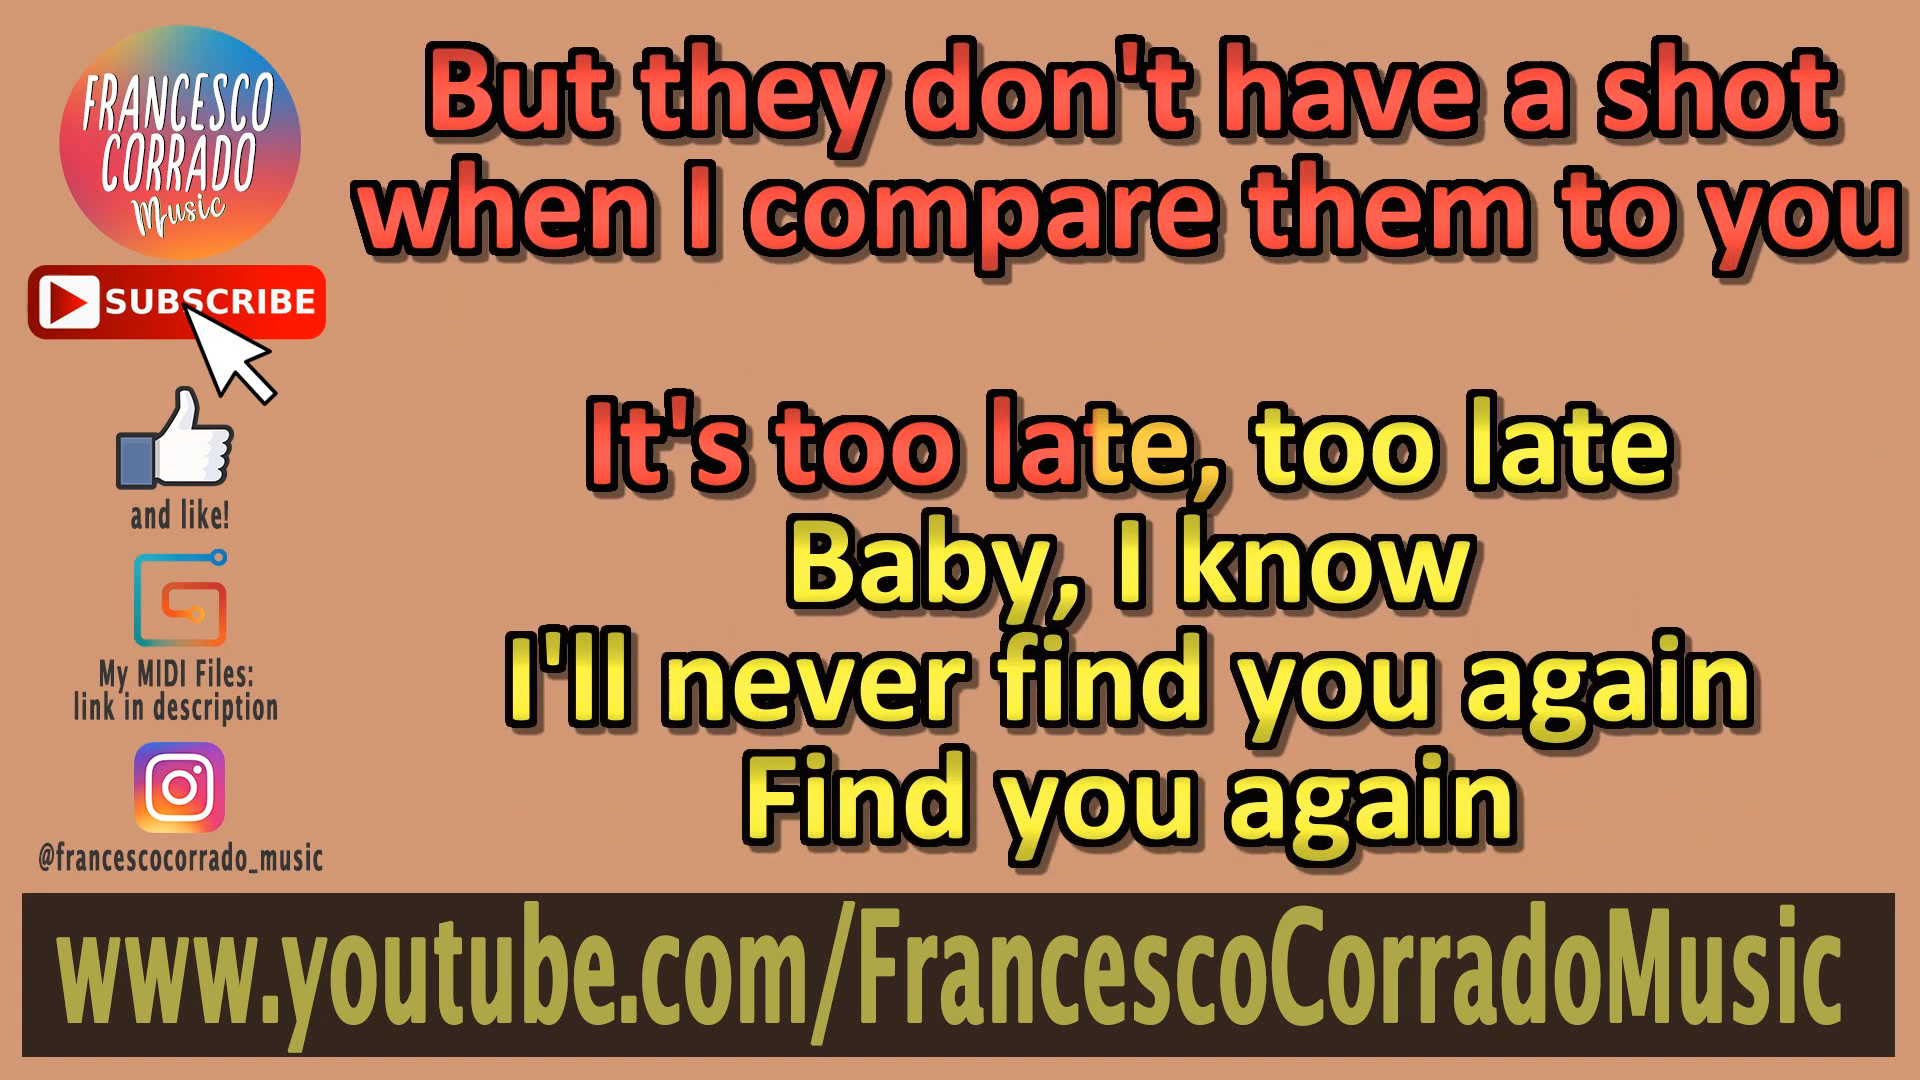 FRANCESCO
CORRADO
Music
SUBSCRIBE
and like!
My MIDI Files:
link in description
@francescocorrado_music
But they don't have a shot
when I compare them to you
It's too late, too late
Baby, I know
I'll never find you again
Find you again
www.youtube.com/FrancescoCorradoMusic